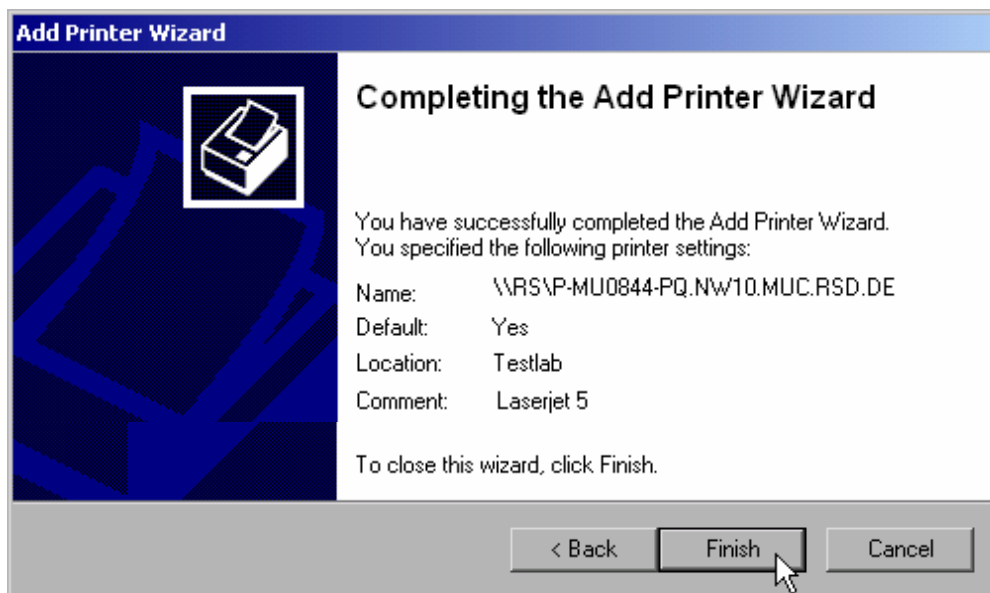 Add Printer Wizard
Completing the Add Printer Wizard
You have successfully completed the Add Printer Wizard.
You specified the following printer settings:
Name: \\RS\P-MU0844-PQ.NW10.MUC.RSD.DE
Default: Yes
Location: Testlab
Comment: Laserjet 5
To close this wizard, click Finish.
< Back Finish Cancel